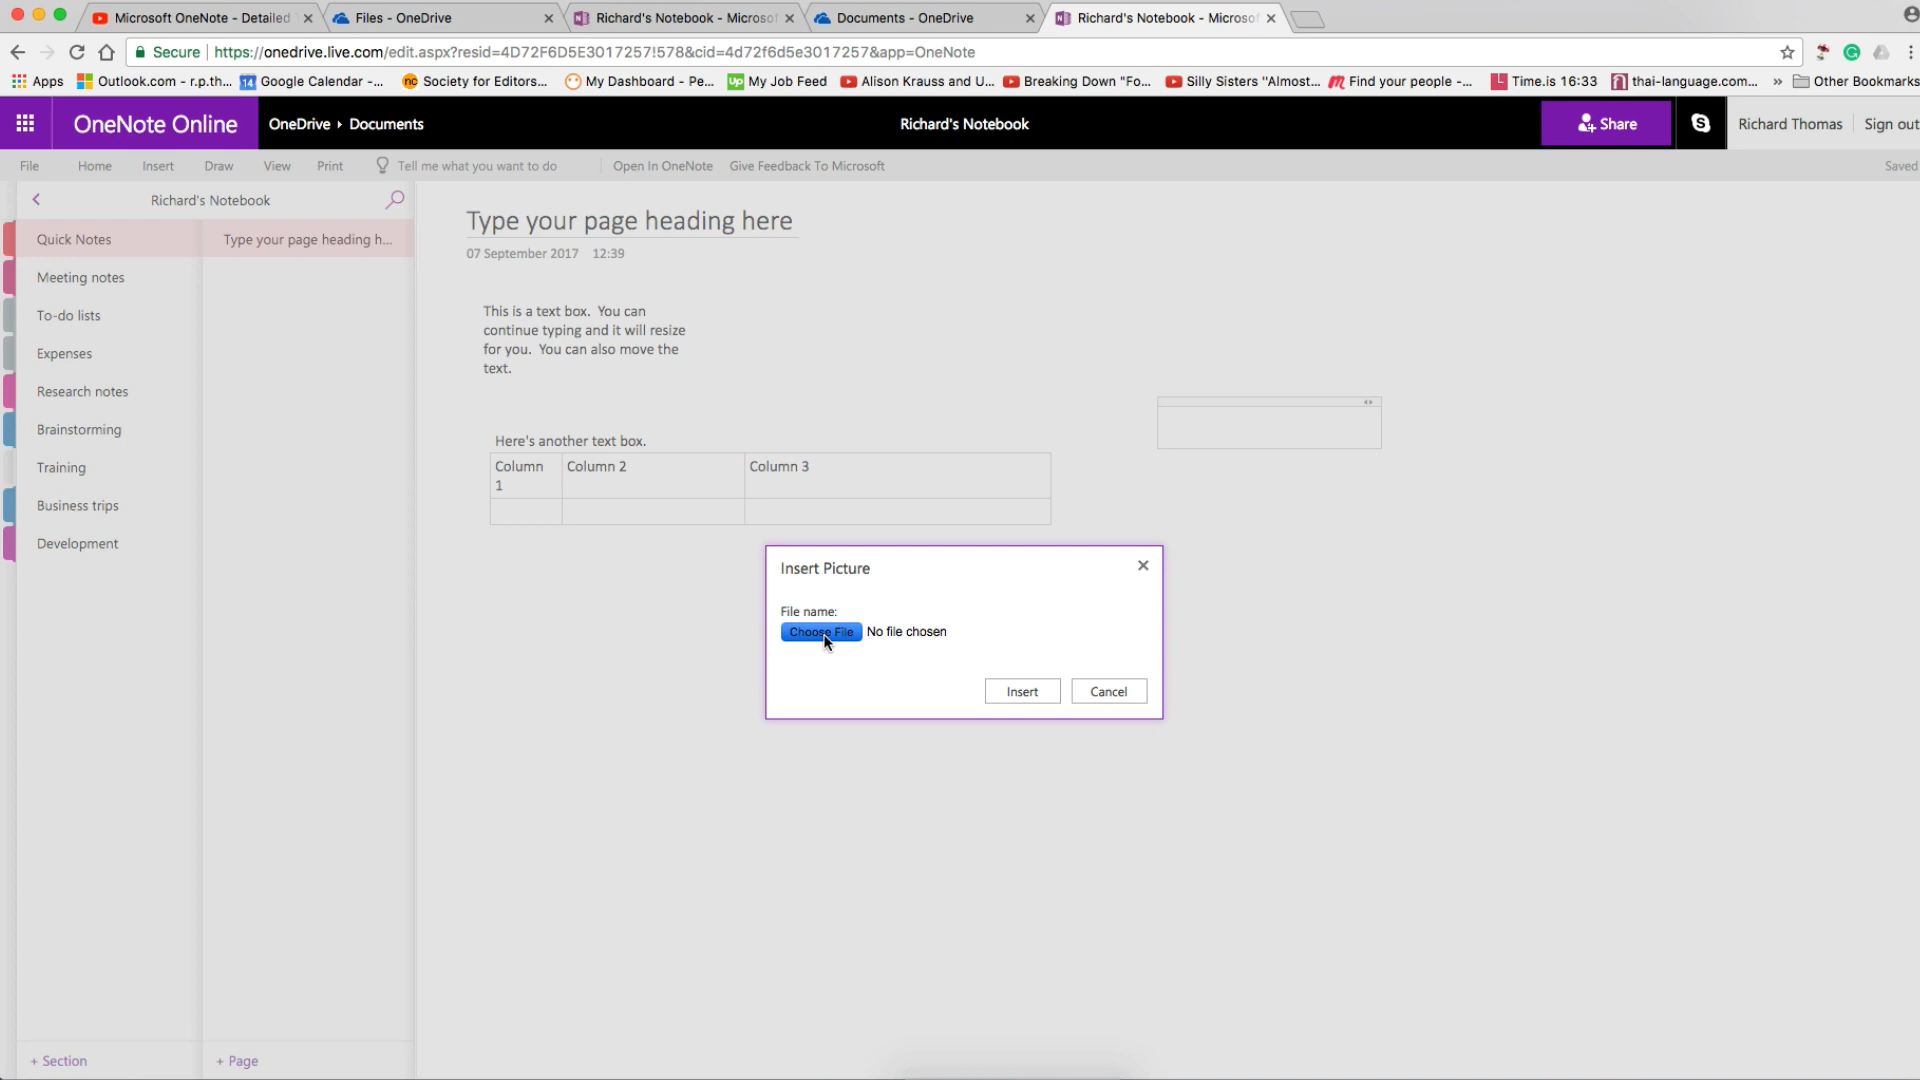 Microsoft OneNote - Detailed
Files - OneDrive
Richard's Notebook - Microsof
Documents - OneDrive
Richard's Notebook - Microsof
Secure
https://onedrive.live.com/edit.aspx?resid=4D72F6D5E3017257!578&cid=4d72f6d5e3017257&app=OneNote
Apps
Outlook.com - r.p.th...
14
Google Calendar -...
nc
Society for Editors...
My Dashboard - Pe...
up
My Job Feed
Alison Krauss and U...
Breaking Down "Fo...
Silly Sisters "Almost...
Find your people -...
Time.is 16:33
thai-language.com...
»
Other Bookmarks
OneNote Online
OneDrive
Documents
Richard's Notebook
Share
Richard Thomas
Sign out
File
Home
Insert
Draw
View
Print
Tell me what you want to do
Open In OneNote
Give Feedback To Microsoft
Saved
Richard's Notebook
Quick Notes
Meeting notes
To-do lists
Expenses
Research notes
Brainstorming
Training
Business trips
Development
+ Section
Type your page heading h...
+ Page
Type your page heading here
07 September 2017 12:39
This is a text box. You can
continue typing and it will resize
for you. You can also move the
text.
Here's another text box.
Column
1
Column 2
Column 3
Insert Picture
File name:
Choose File
No file chosen
Insert
Cancel